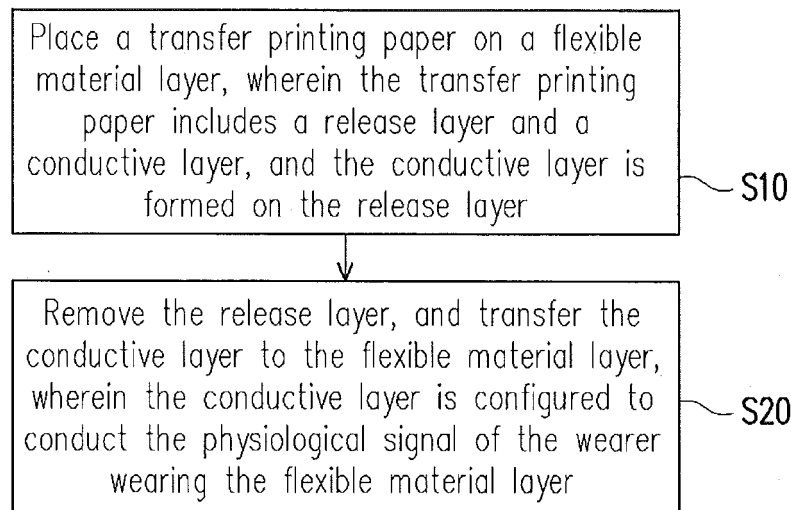 Place a transfer printing paper on a flexible
material layer, wherein the transfer printing
paper includes a release layer and a
conductive layer, and the conductive layer is
formed on the release layer
S10
Remove the release layer, and transfer the
conductive layer to the flexible material layer,
wherein the conductive layer is configured to
conduct the physiological signal of the wearer
wearing the flexible material layer
S20